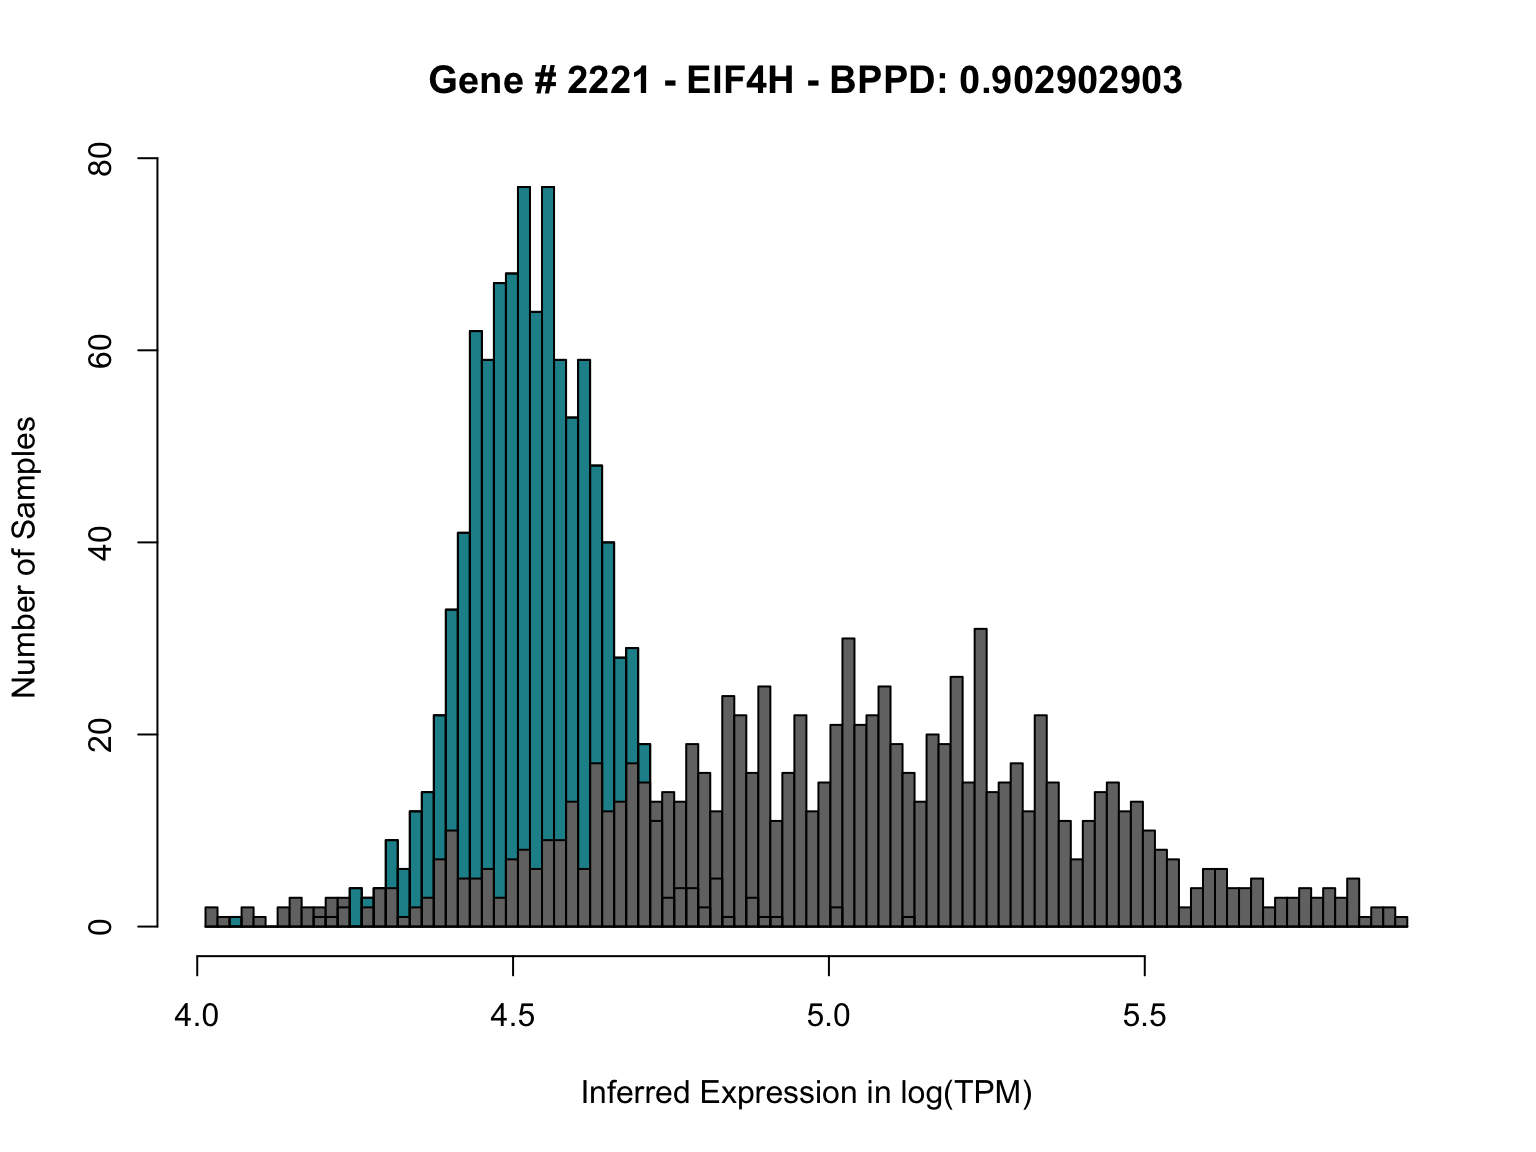 Gene # 2221 - EIF4H - BPPD: 0.902902903
80
60
40
20
0
Number of Samples
4.0 4.5 5.0 5.5
Inferred Expression in log(TPM)